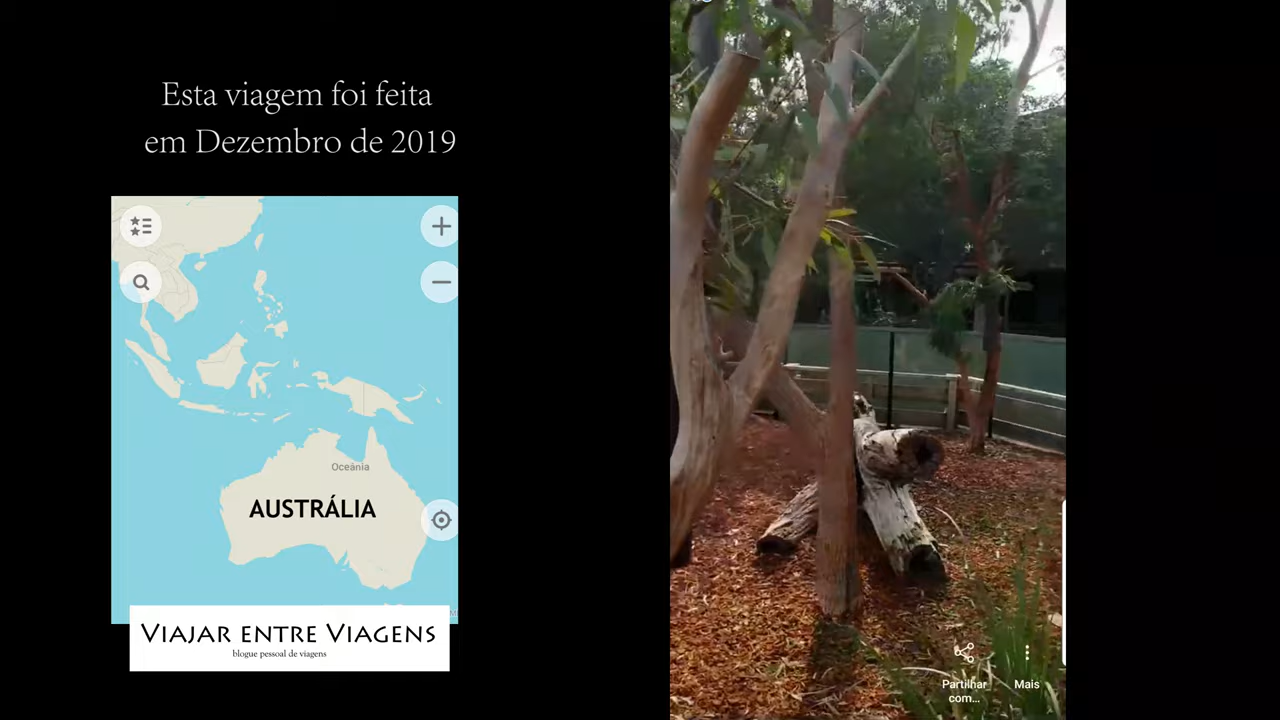 Esta viagem foi feita
em Dezembro de 2019
Oceânia
AUSTRÁLIA
VIAJAR ENTRE VIAGENS
blogue pessoal de viagens
Partilhar
com...
Mais